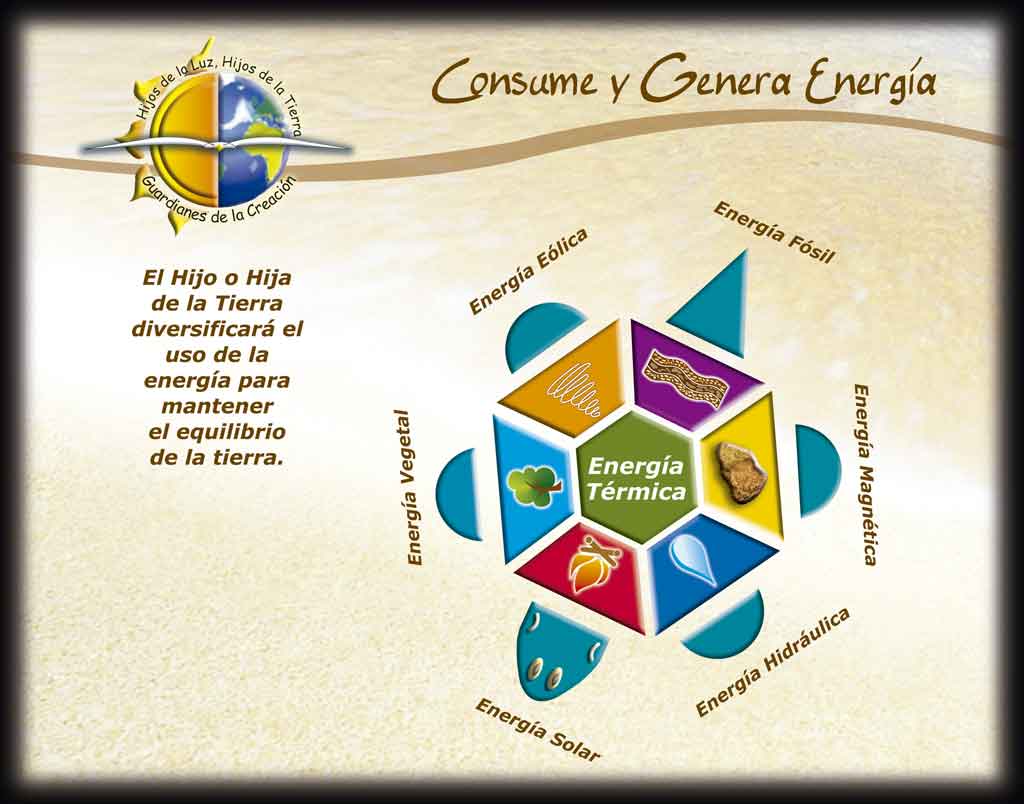 Hijos de la Luz, Hijos de la Tierra
Guardianes de la Creación
Consume y Genera Energía
El Hijo o Hija
de la Tierra
diversificará el
uso de la
energía para
mantener
el equilibrio
de la tierra.
Energía Eólica
Energía Fósil
Energía Vegetal
Energía
Térmica
Energía Magnética
Energía Hidráulica
Energía Solar